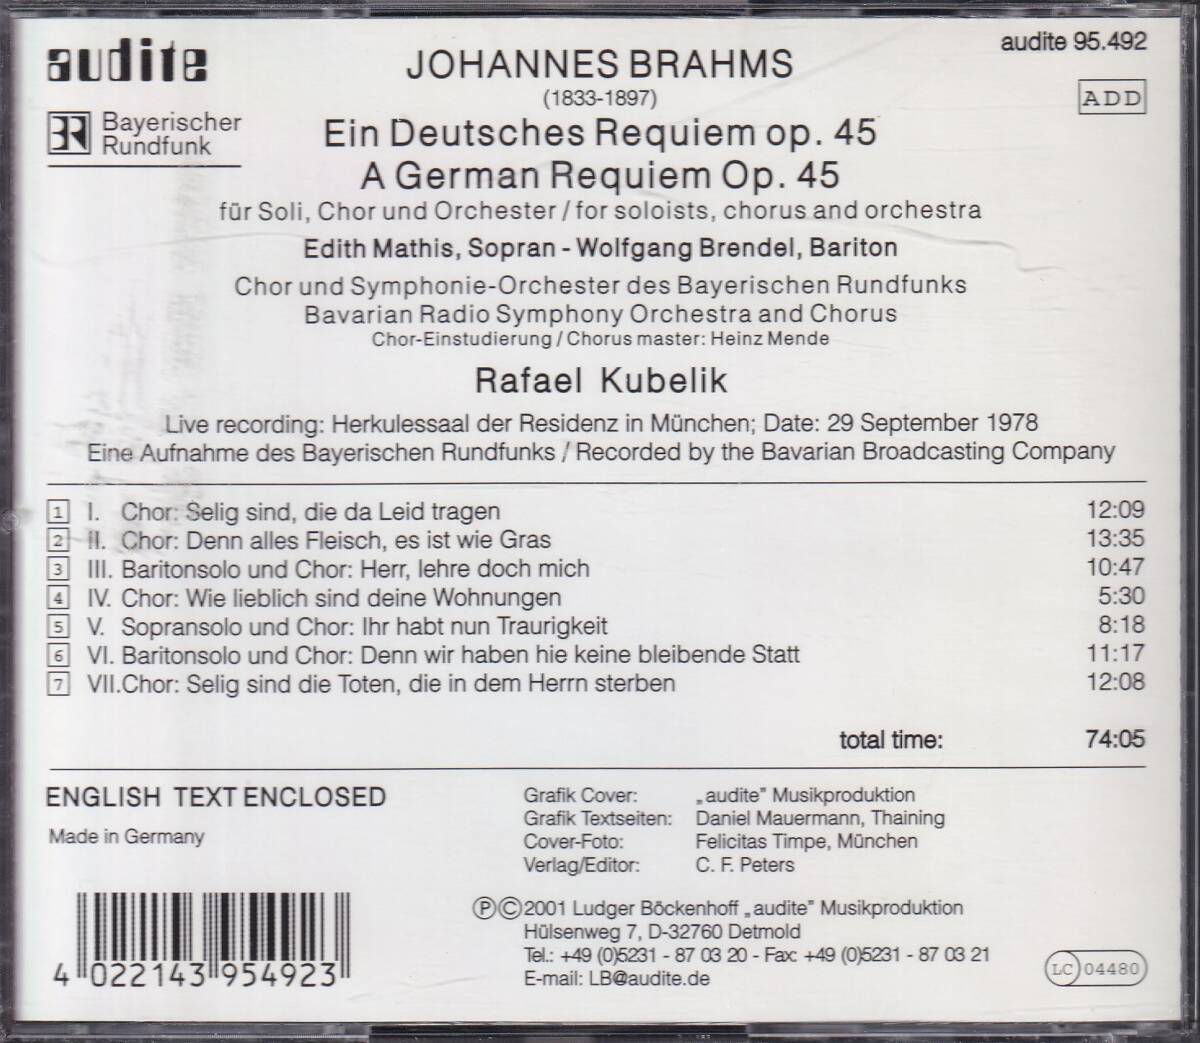 audite
audite 95.492
ADD
BR Bayerischer
Rundfunk
JOHANNES BRAHMS
(1833-1897)
Ein Deutsches Requiem op. 45
A German Requiem Op. 45
für Soli, Chor und Orchester / for soloists, chorus and orchestra
Edith Mathis, Sopran - Wolfgang Brendel, Bariton
Chor und Symphonie-Orchester des Bayerischen Rundfunks
Bavarian Radio Symphony Orchestra and Chorus
Chor-Einstudierung / Chorus master: Heinz Mende
Rafael Kubelik
Live recording: Herkulessaal der Residenz in München; Date: 29 September 1978
Eine Aufnahme des Bayerischen Rundfunks / Recorded by the Bavarian Broadcasting Company
1 I. Chor: Selig sind, die da Leid tragen 12:09
2 II. Chor: Denn alles Fleisch, es ist wie Gras 13:35
3 III. Baritonsolo und Chor: Herr, lehre doch mich 10:47
4 IV. Chor: Wie lieblich sind deine Wohnungen 5:30
5 V. Sopransolo und Chor: Ihr habt nun Traurigkeit 8:18
6 VI. Baritonsolo und Chor: Denn wir haben hie keine bleibende Statt 11:17
7 VII.Chor: Selig sind die Toten, die in dem Herrn sterben 12:08
total time: 74:05
ENGLISH TEXT ENCLOSED
Made in Germany
Grafik Cover: „audite” Musikproduktion
Grafik Textseiten: Daniel Mauermann, Thaining
Cover-Foto: Felicitas Timpe, München
Verlag/Editor: C. F. Peters
Ⓟ©2001 Ludger Böckenhoff „audite” Musikproduktion
Hülsenweg 7, D-32760 Detmold
Tel.: +49 (0)5231 - 87 03 20 - Fax: +49 (0)5231 - 87 03 21
E-mail: LB@audite.de
4 022143 954923
LC 04480